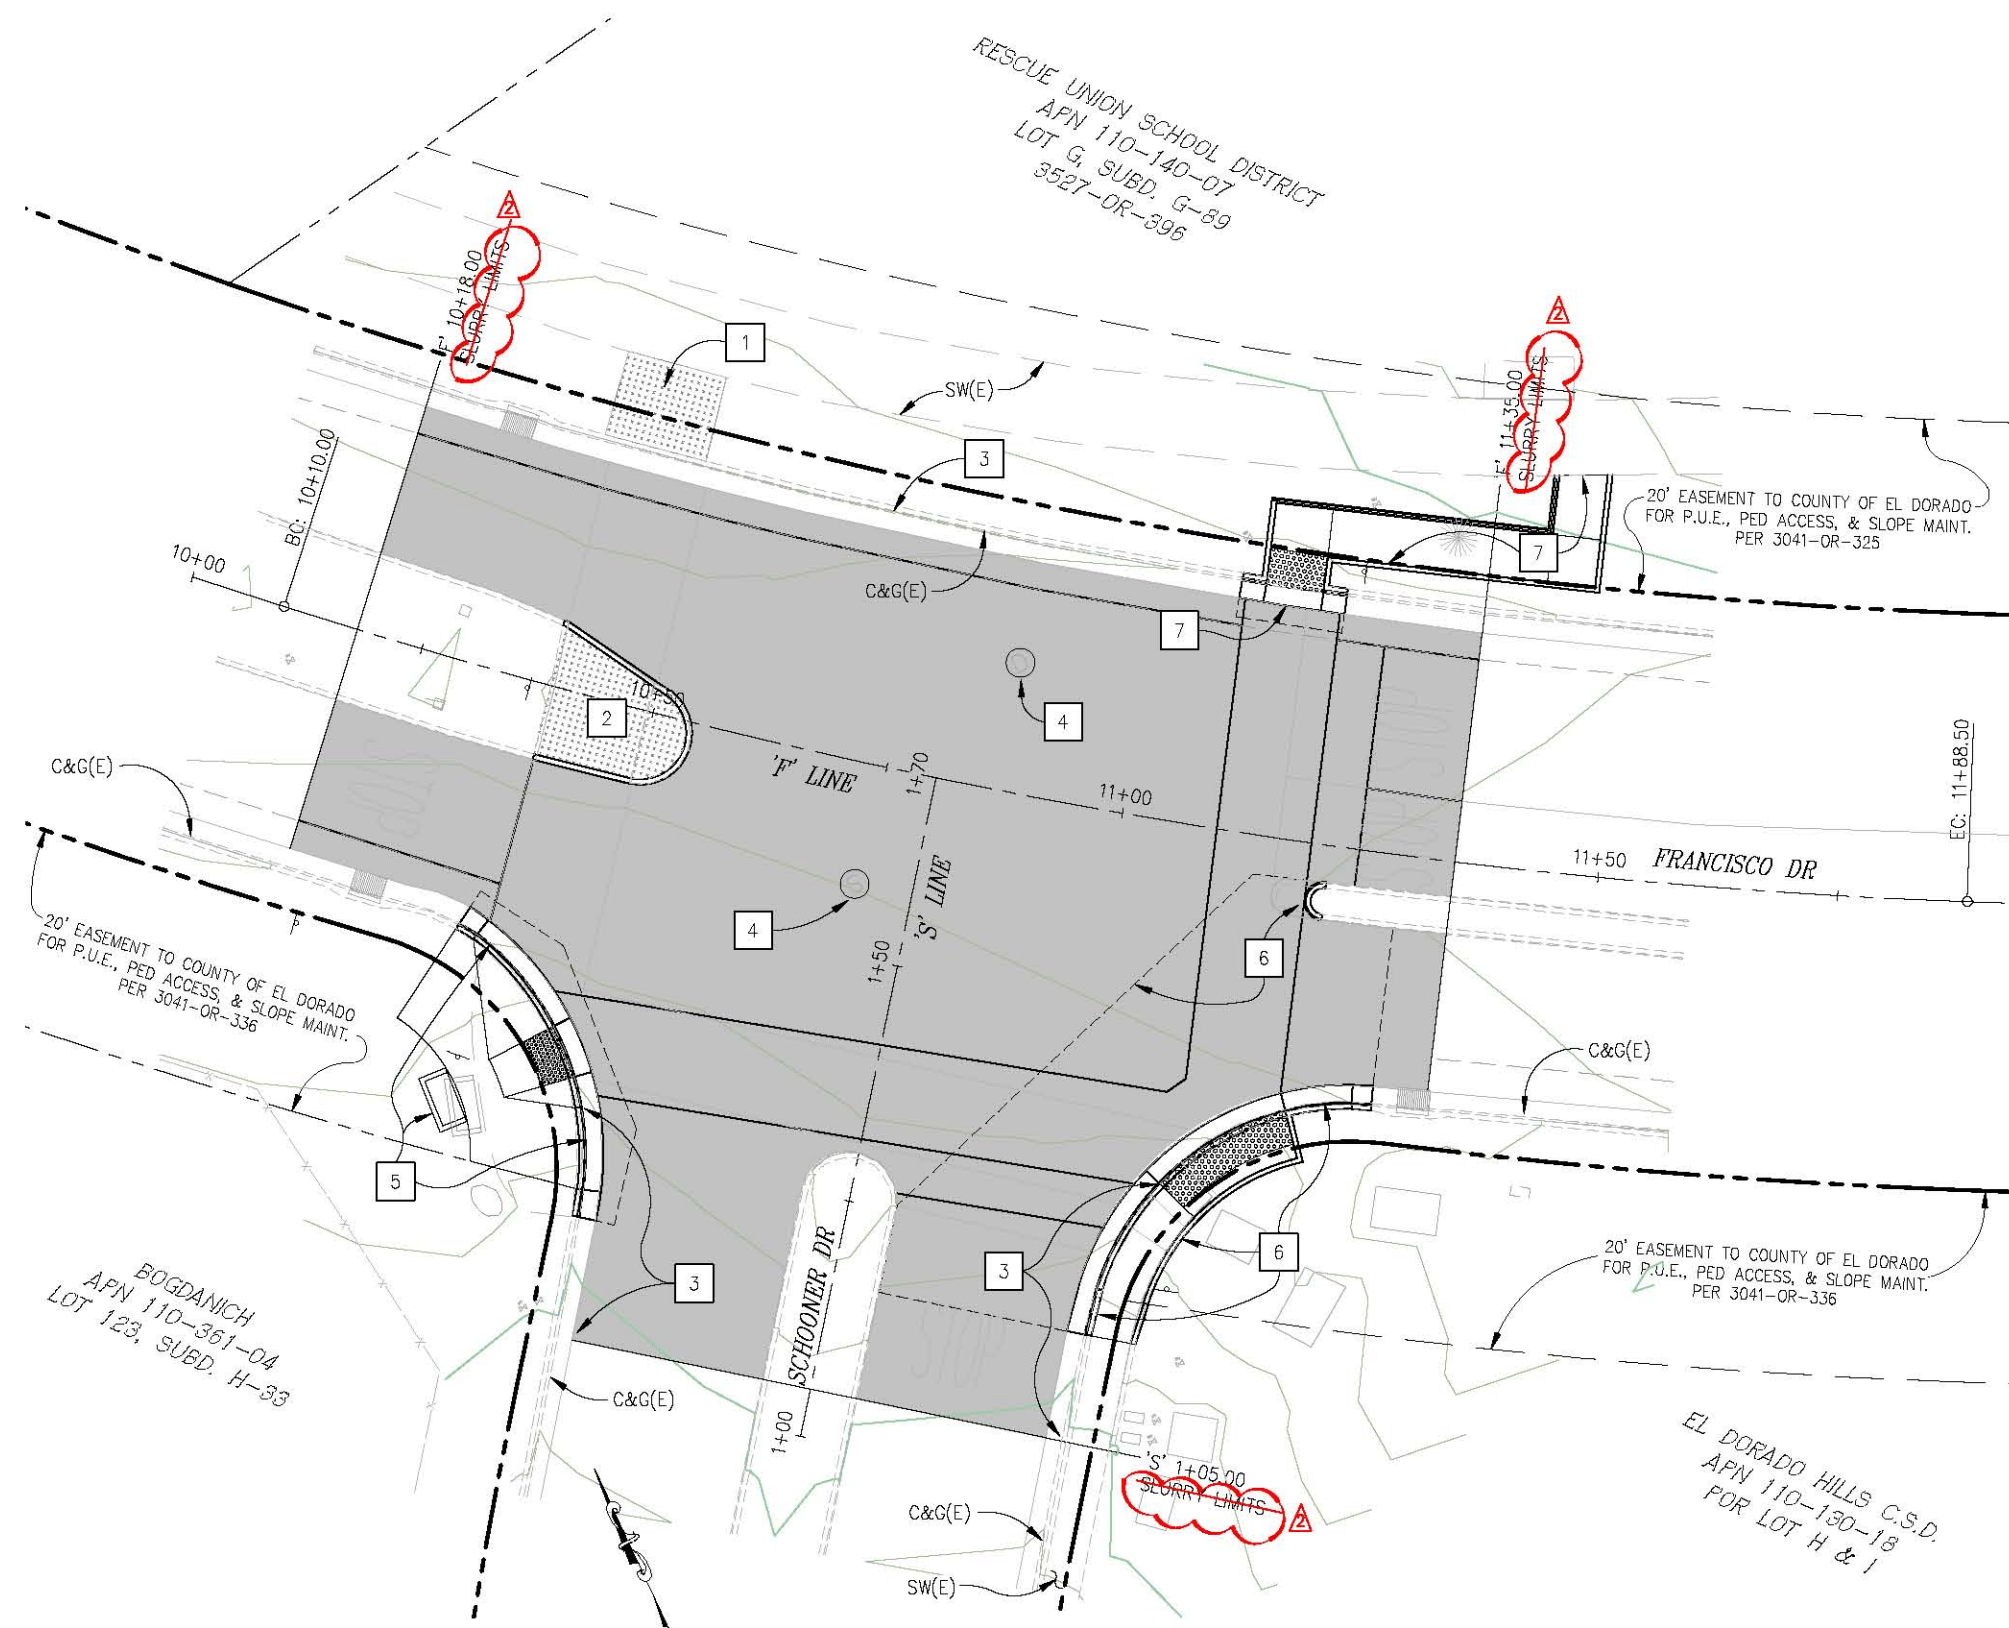 RESCUE UNION SCHOOL DISTRICT
APN 110-140-07
LOT G, SUBD. G-89
3527-OR-396
2
'F' 10+18.00
SLURRY LIMITS
2
'F' 11+35.00
SLURRY LIMITS
1
SW(E)
3
BC: 10+10.00
10+00
C&G(E)
20' EASEMENT TO COUNTY OF EL DORADO
FOR P.U.E., PED ACCESS, & SLOPE MAINT.
PER 3041-OR-325
7
7
10+50
2
4
'F' LINE
1+70
11+00
C&G(E)
STOP
STOP
EC: 11+88.50
11+50
FRANCISCO DR
4
'S' LINE
1+50
6
20' EASEMENT TO COUNTY OF EL DORADO
FOR P.U.E., PED ACCESS, & SLOPE MAINT.
PER 3041-OR-336
C&G(E)
5
3
SCHOONER DR
3
6
20' EASEMENT TO COUNTY OF EL DORADO
FOR P.U.E., PED ACCESS, & SLOPE MAINT.
PER 3041-OR-336
BOGDANICH
APN 110-361-04
LOT 123, SUBD. H-33
C&G(E)
STOP
1+00
'S' 1+05.00
SLURRY LIMITS
2
C&G(E)
SW(E)
EL DORADO HILLS C.S.D.
APN 110-130-18
POR LOT H & I